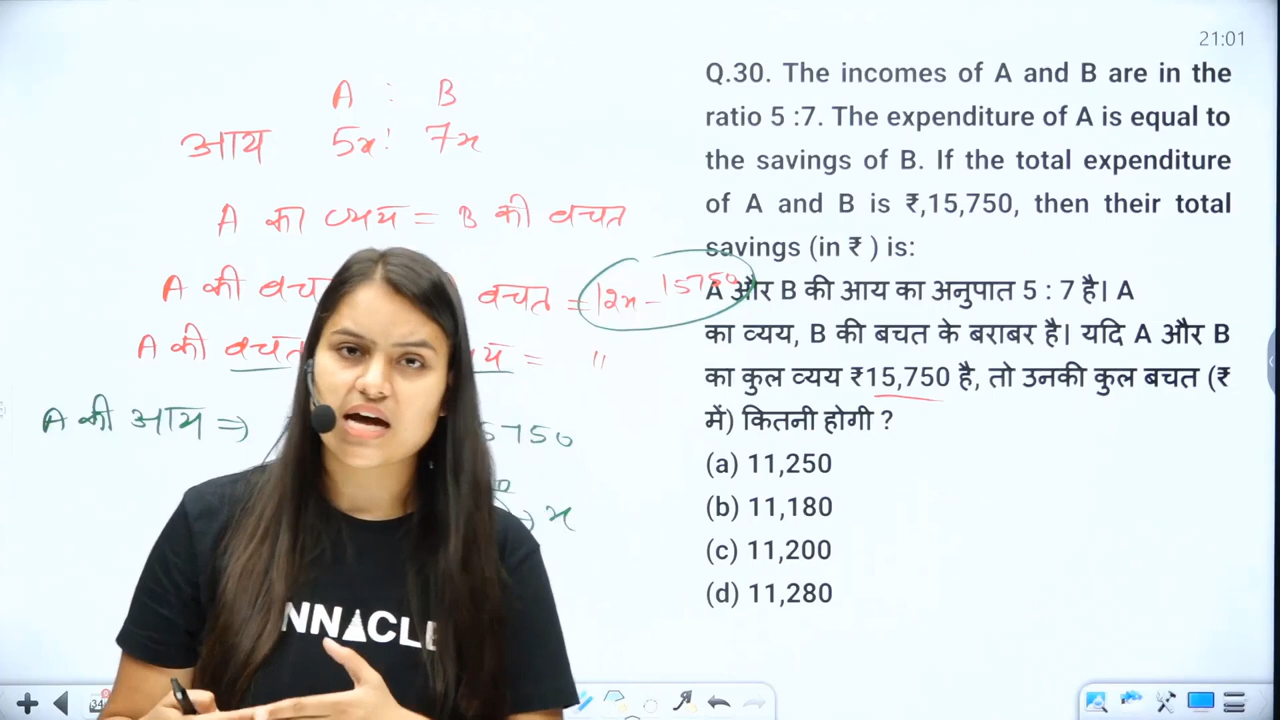 21:01
A : B
आय 5x : 7x
A का व्यय = B की बचत
A की बच बचत = 12x - 15750
A की बचत = "
A की आय ⇒ 5750
x
NNACLE
Q.30. The incomes of A and B are in the
ratio 5 :7. The expenditure of A is equal to
the savings of B. If the total expenditure
of A and B is ₹,15,750, then their total
savings (in ₹ ) is:
A और B की आय का अनुपात 5 : 7 है। A
का व्यय, B की बचत के बराबर है। यदि A और B
का कुल व्यय ₹15,750 है, तो उनकी कुल बचत (₹
में) कितनी होगी ?
(a) 11,250
(b) 11,180
(c) 11,200
(d) 11,280
34